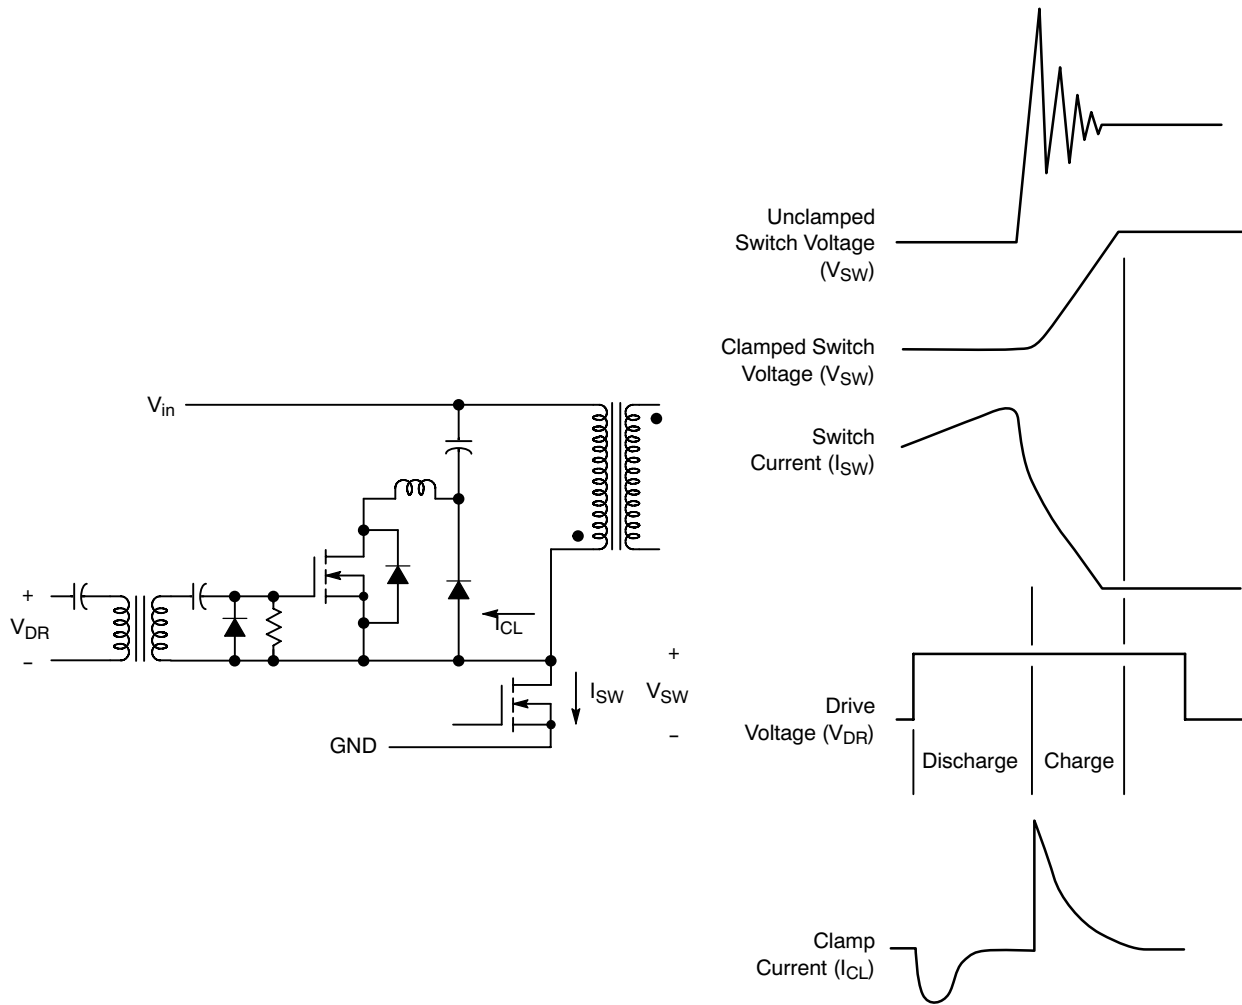 Unclamped
Switch Voltage
(VSW)
Clamped Switch
Voltage (VSW)
Switch
Current (ISW)
Vin
+
VDR
–
ICL
ISW
+
VSW
–
GND
Drive
Voltage (VDR)
Discharge
Charge
Clamp
Current (ICL)